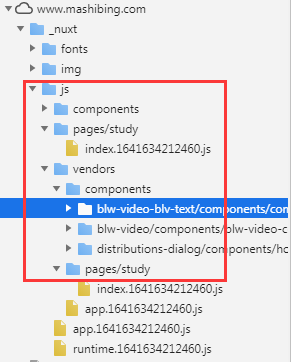 www.mashibing.com
_nuxt
fonts
img
js
components
pages/study
index.1641634212460.js
vendors
components
blw-video-blv-text/components/con
blw-video/components/blw-video-c
distributions-dialog/components/hc
pages/study
index.1641634212460.js
app.1641634212460.js
app.1641634212460.js
runtime.1641634212460.js